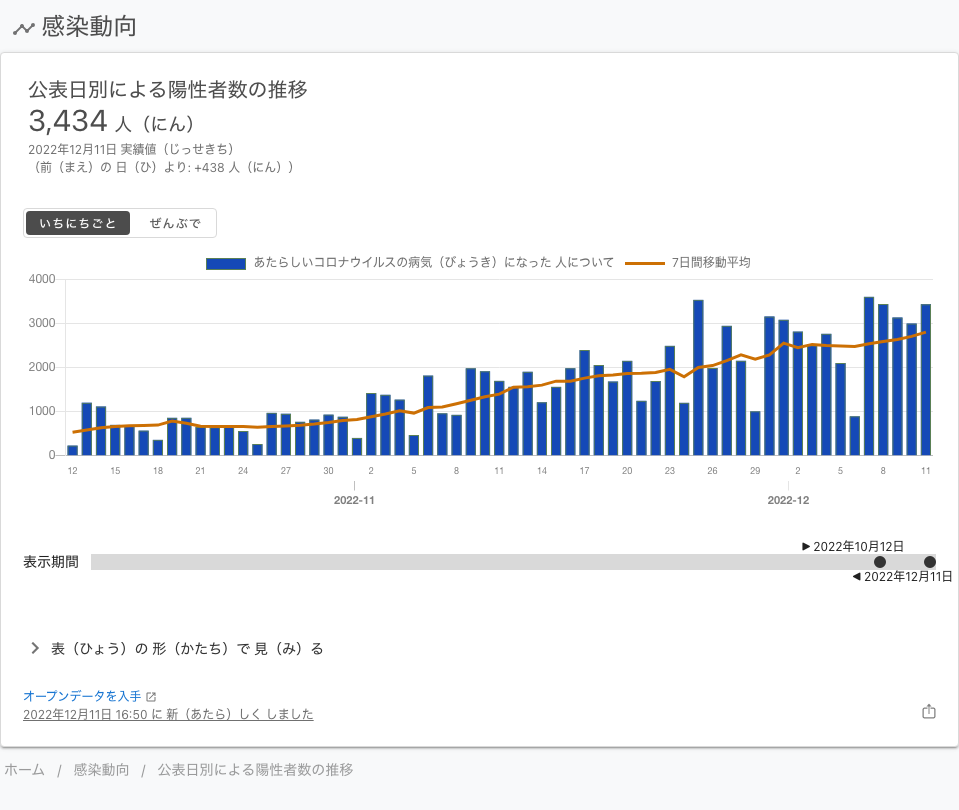 感染動向
公表日別による陽性者数の推移
3,434 人（にん）
2022年12月11日 実績値（じっせきち）
（前（まえ）の 日（ひ）より: +438 人（にん））
いちにちごと ぜんぶで
あたらしいコロナウイルスの病気（びょうき）になった 人について 7日間移動平均
4000
3000
2000
1000
0
12 15 18 21 24 27 30 2 5 8 11 14 17 20 23 26 29 2 5 8 11
2022-11 2022-12
2022年10月12日
表示期間
2022年12月11日
表（ひょう）の 形（かたち）で 見（み）る
オープンデータを入手
2022年12月11日 16:50 に 新（あたら）しく しました
ホーム / 感染動向 / 公表日別による陽性者数の推移